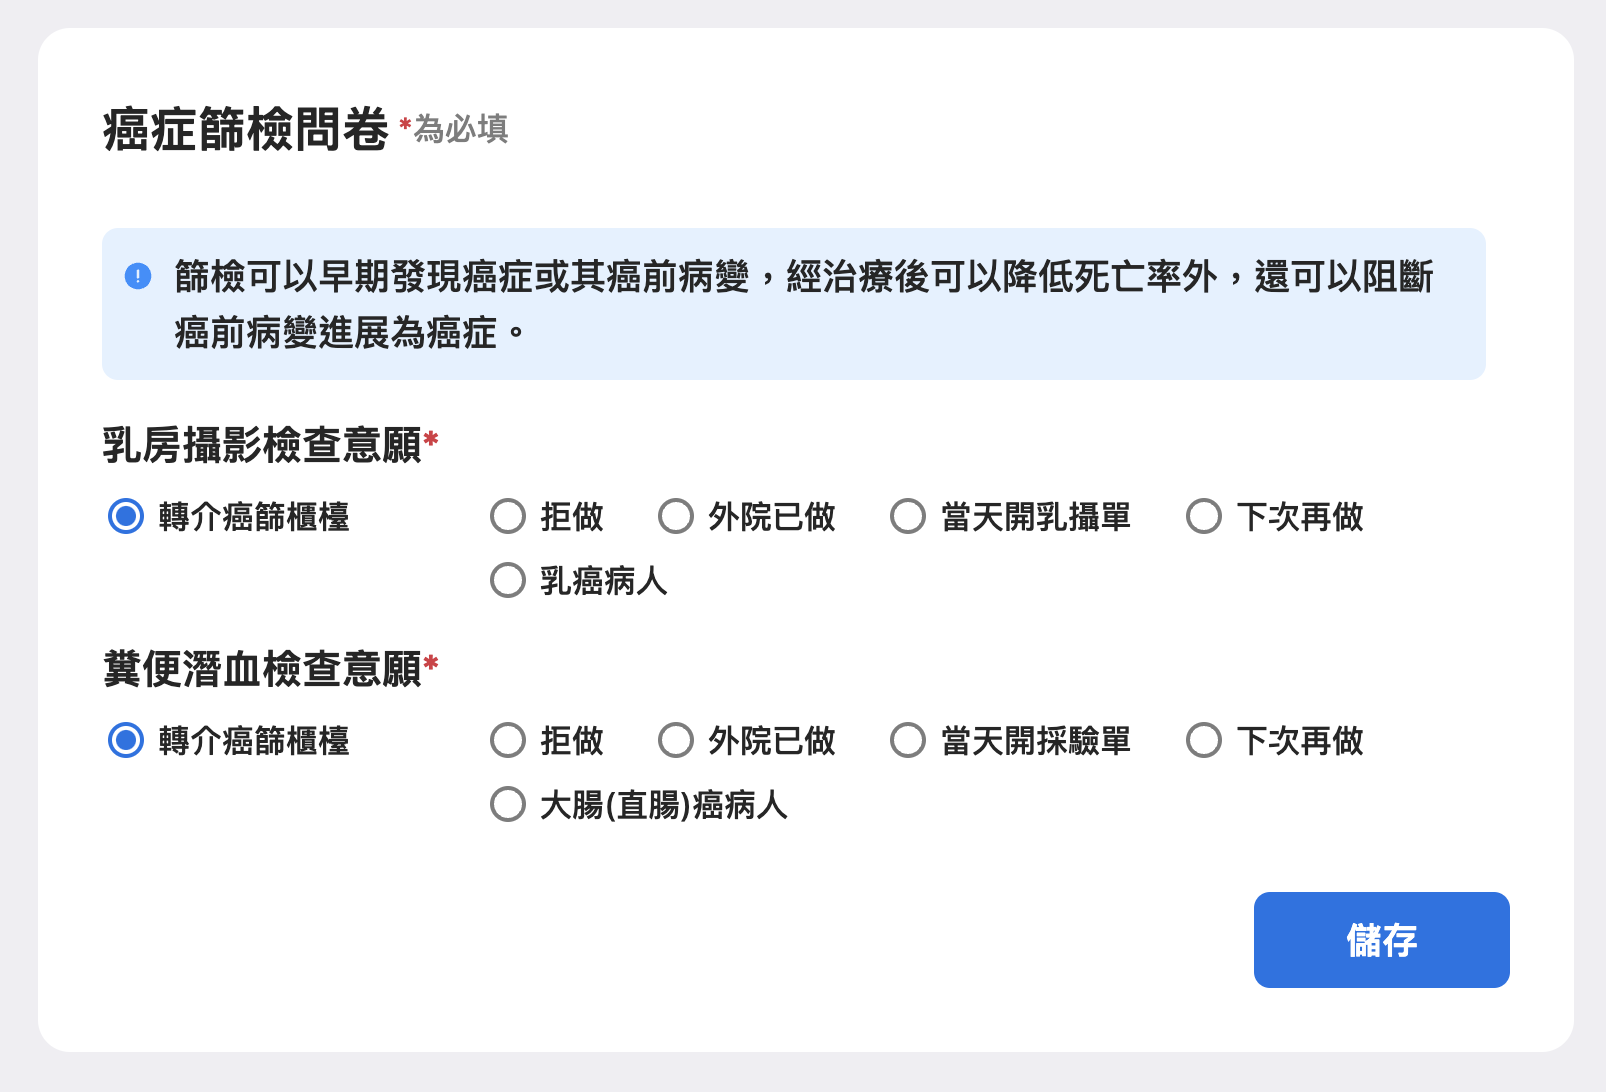 癌症篩檢問卷 *為必填
篩檢可以早期發現癌症或其癌前病變，經治療後可以降低死亡率外，還可以阻斷
癌前病變進展為癌症。
乳房攝影檢查意願*
轉介癌篩櫃檯 拒做 外院已做 當天開乳攝單 下次再做
乳癌病人
糞便潛血檢查意願*
轉介癌篩櫃檯 拒做 外院已做 當天開採驗單 下次再做
大腸(直腸)癌病人
儲存